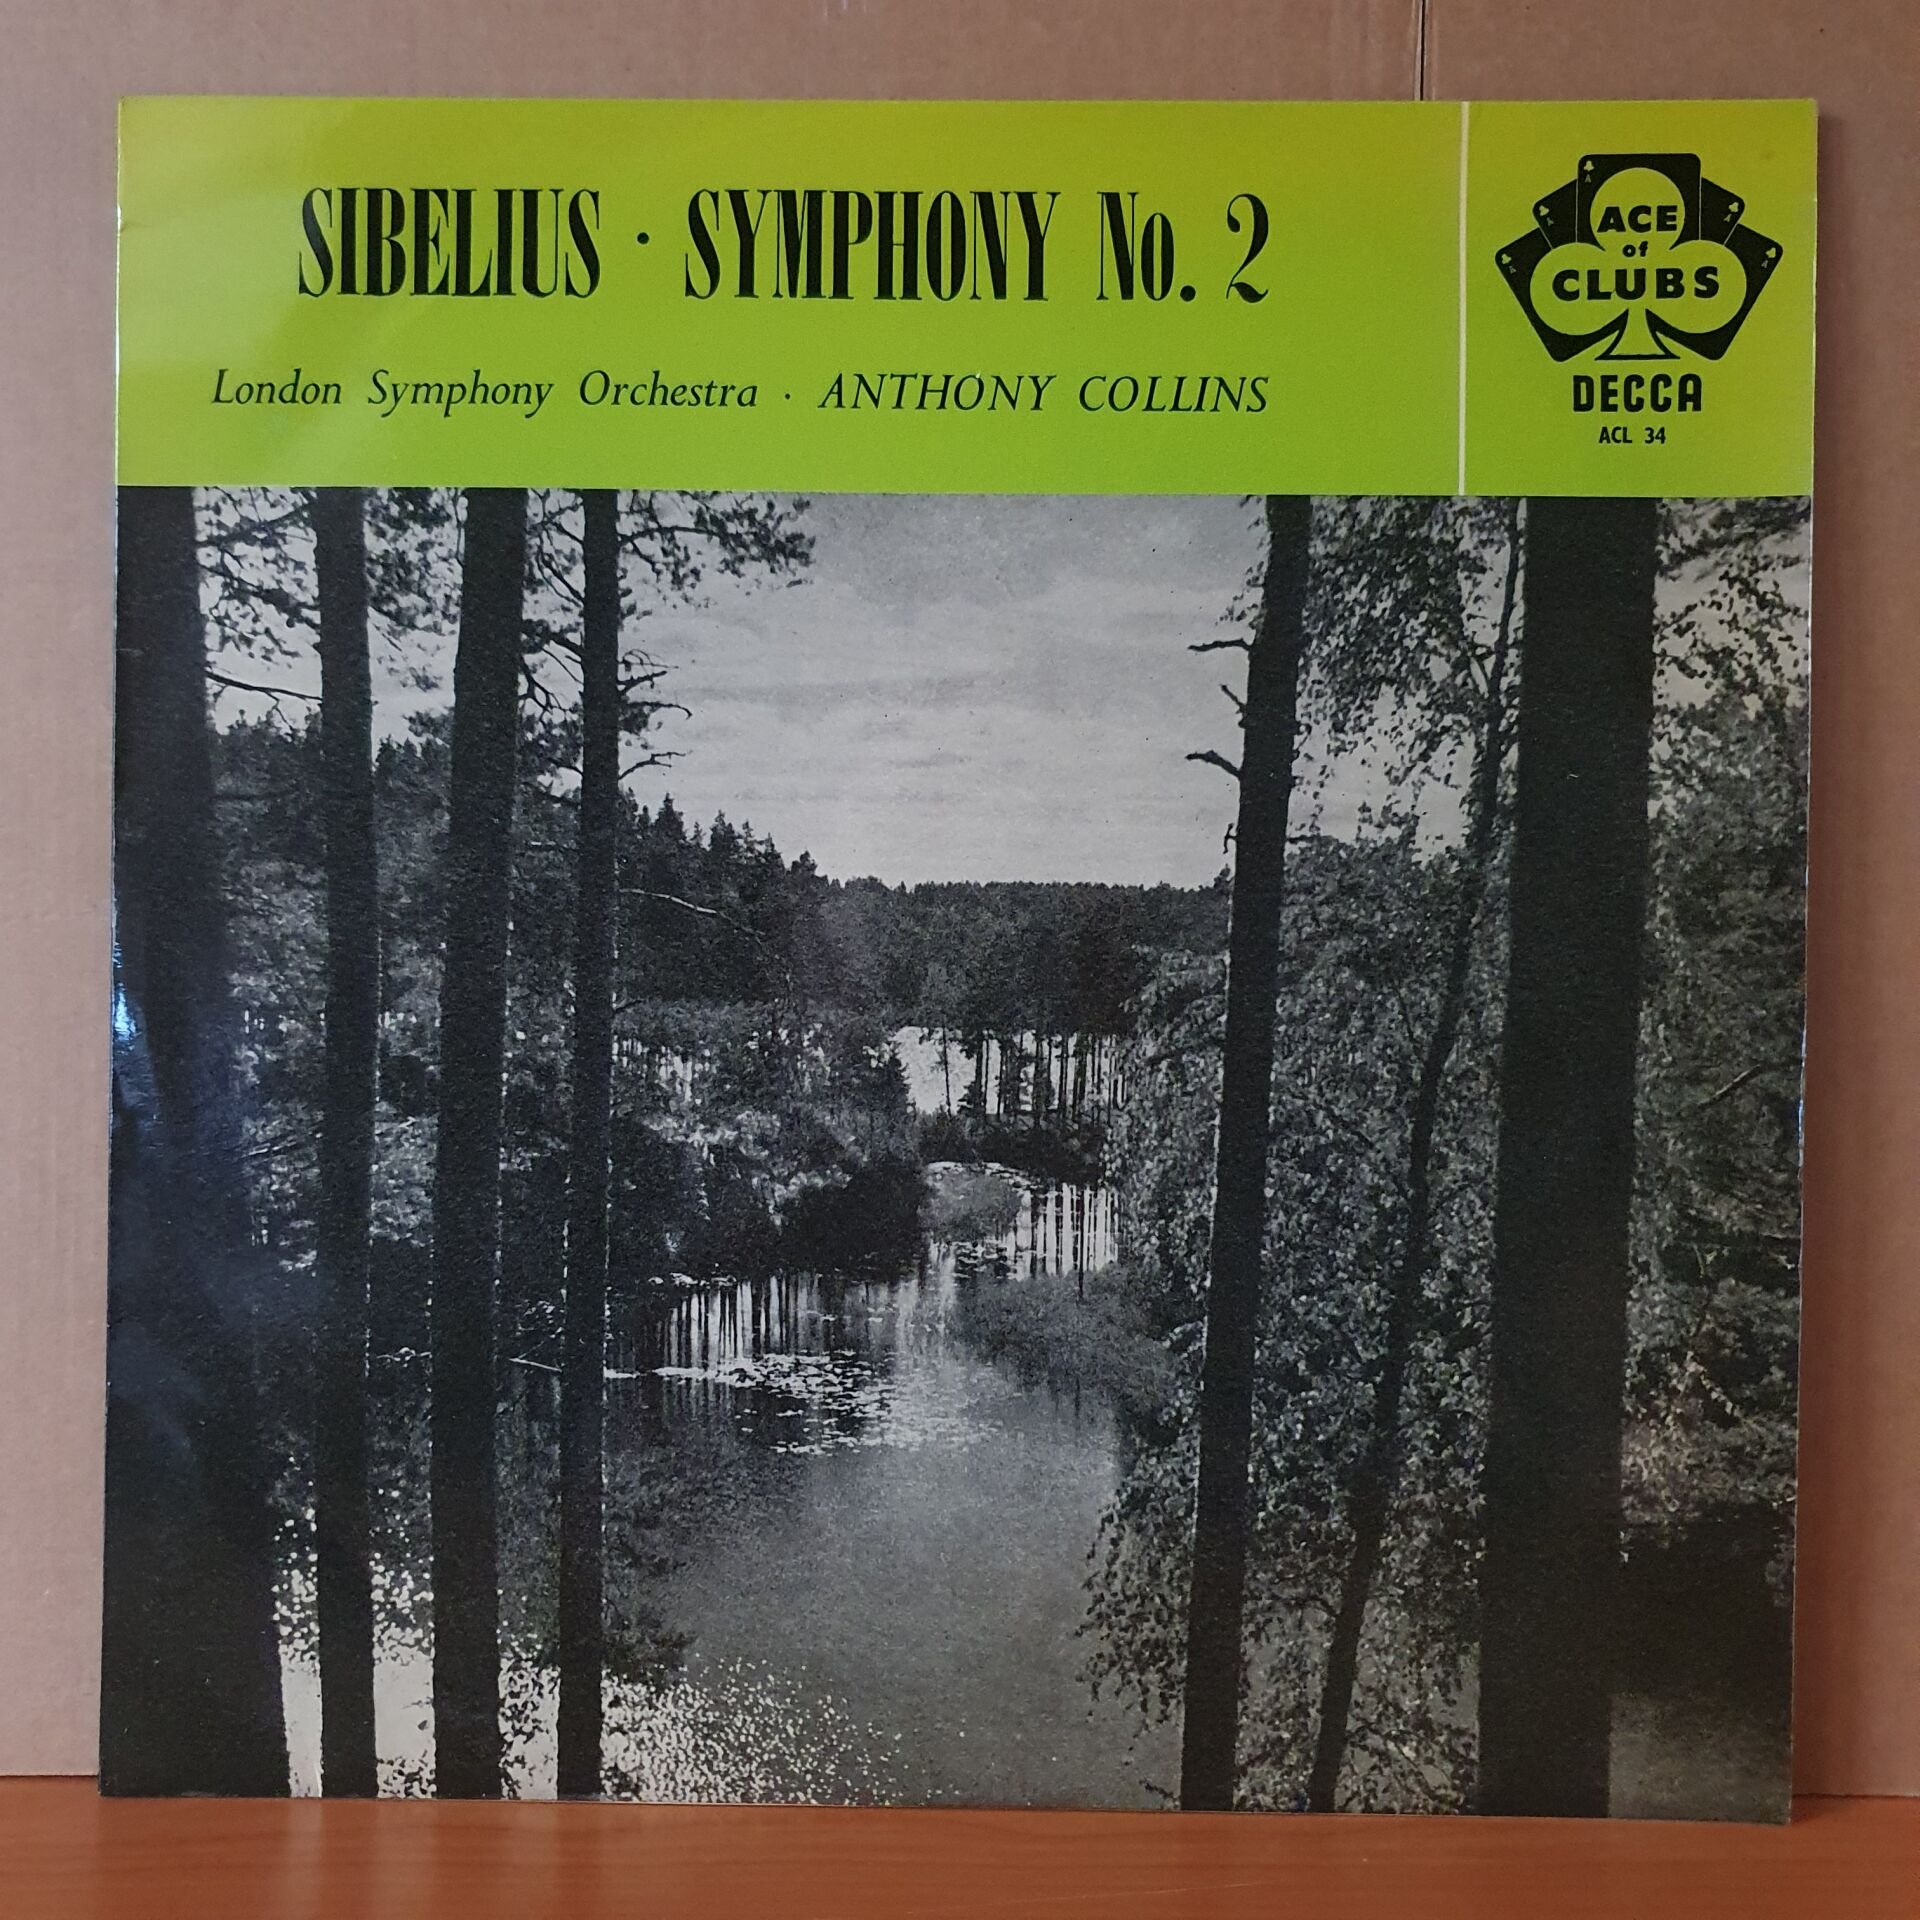 SIBELIUS · SYMPHONY No. 2
London Symphony Orchestra · ANTHONY COLLINS
ACE
of
CLUBS
DECCA
ACL 34